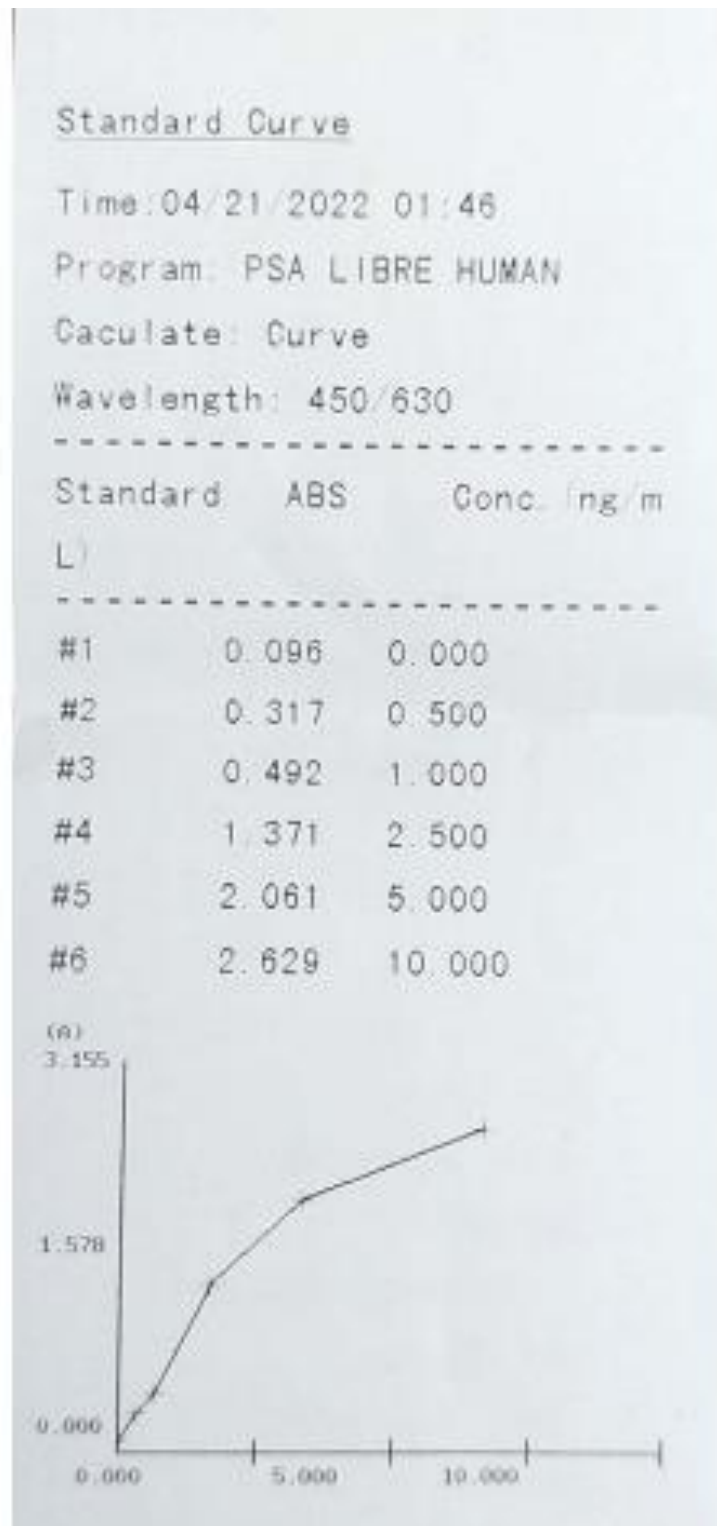 Standard Curve
Time:04/21/2022 01:46
Program: PSA LIBRE HUMAN
Caculate: Curve
Wavelength: 450/630
--------------------------
Standard ABS Conc. (ng/m
L)
--------------------------
#1 0.096 0.000
#2 0.317 0.500
#3 0.492 1.000
#4 1.371 2.500
#5 2.061 5.000
#6 2.629 10.000
(A)
3.155
1.578
0.000
0.000 5.000 10.000